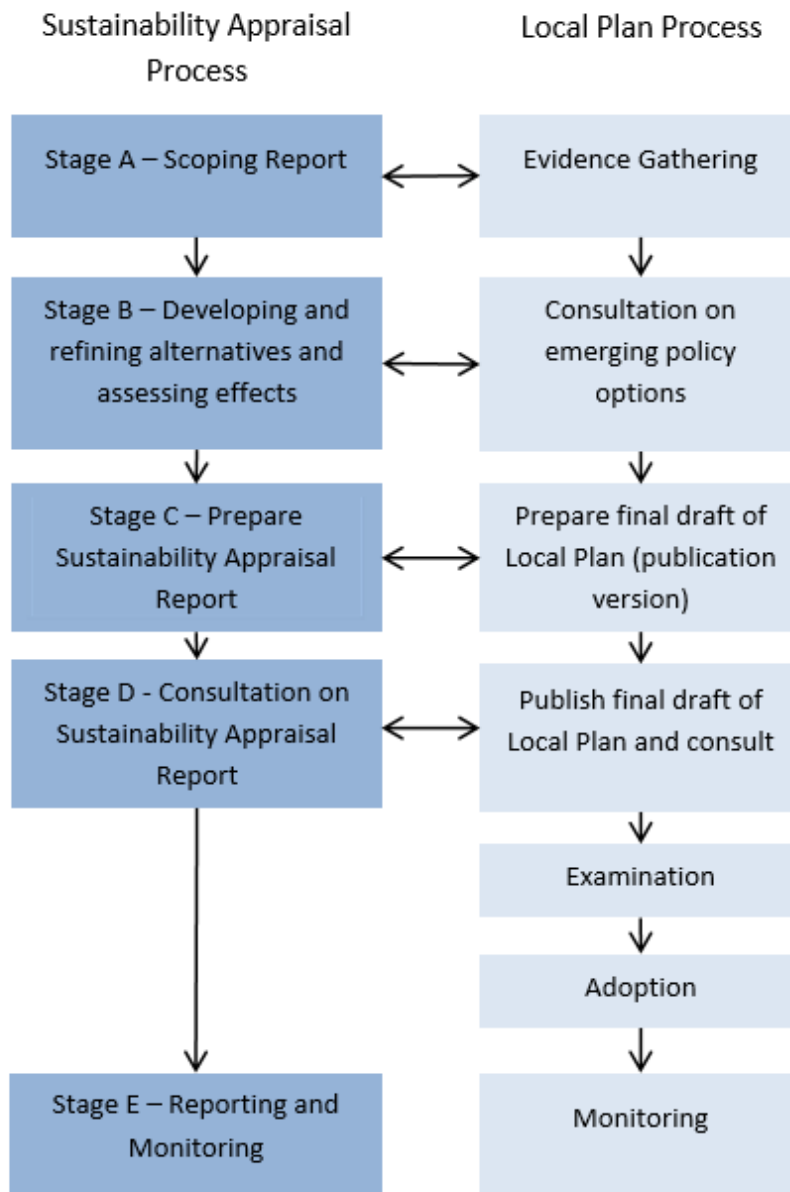 Sustainability Appraisal
Process
Local Plan Process
Stage A – Scoping Report
Evidence Gathering
Stage B – Developing and
refining alternatives and
assessing effects
Consultation on
emerging policy
options
Stage C – Prepare
Sustainability Appraisal
Report
Prepare final draft of
Local Plan (publication
version)
Stage D - Consultation on
Sustainability Appraisal
Report
Publish final draft of
Local Plan and consult
Examination
Adoption
Stage E – Reporting and
Monitoring
Monitoring